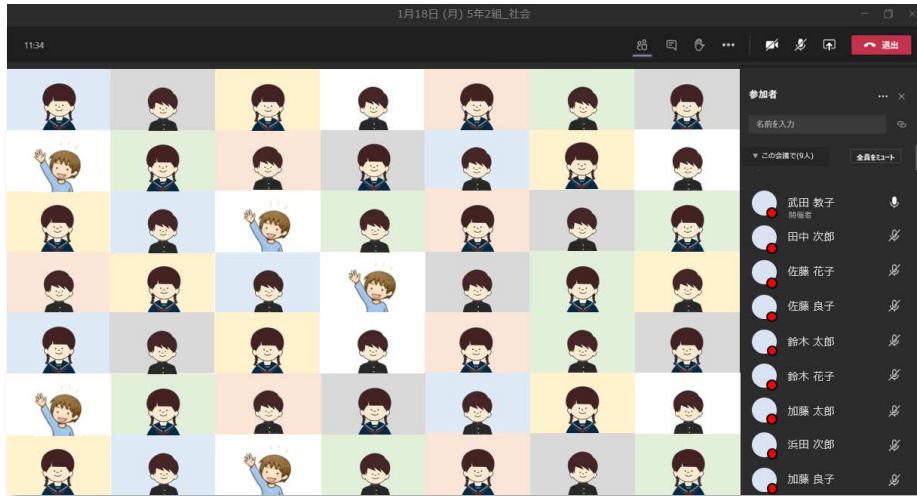 1月18日 (月) 5年2組_社会
11:34
退出
参加者
名前を入力
この会議で(9人)
全員をミュート
武田 教子
開催者
田中 次郎
佐藤 花子
佐藤 良子
鈴木 太郎
鈴木 花子
加藤 太郎
浜田 次郎
加藤 良子